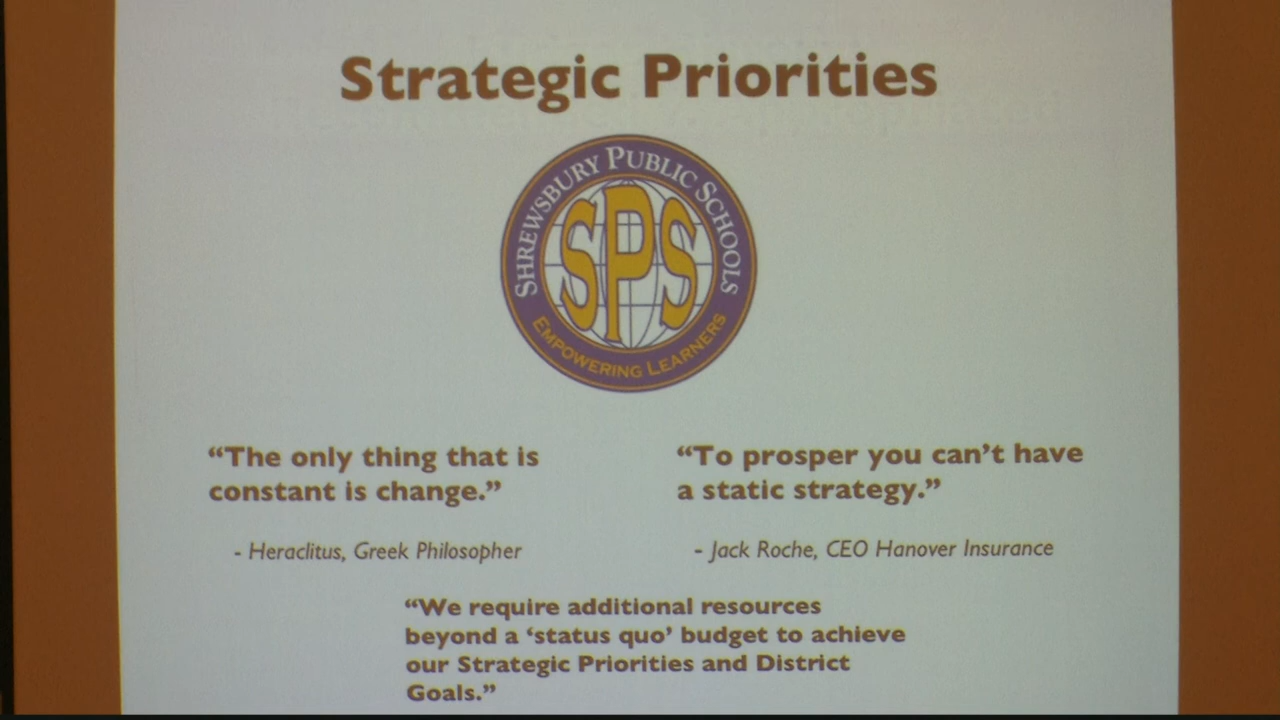 Strategic Priorities
SHREWSBURY PUBLIC SCHOOLS
SPS
EMPOWERING LEARNERS
“The only thing that is
constant is change.”
- Heraclitus, Greek Philosopher
“To prosper you can’t have
a static strategy.”
- Jack Roche, CEO Hanover Insurance
“We require additional resources
beyond a ‘status quo’ budget to achieve
our Strategic Priorities and District
Goals.”